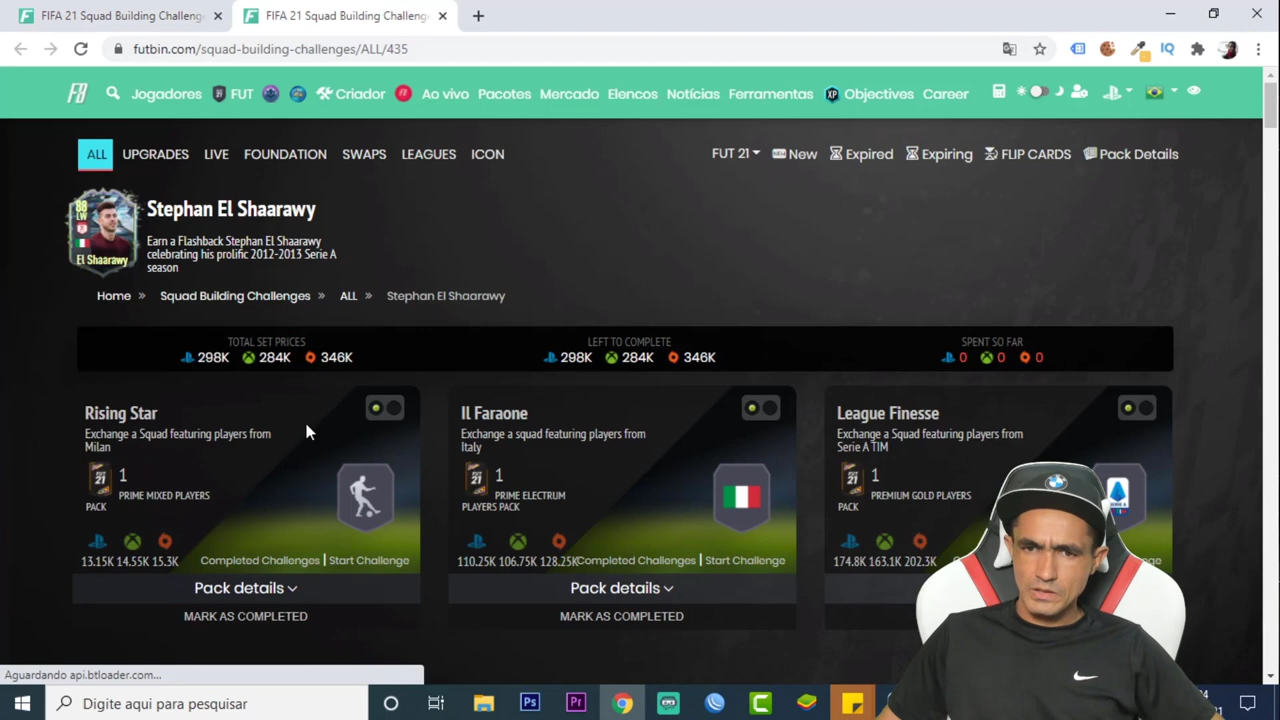 FIFA 21 Squad Building Challeng
FIFA 21 Squad Building Challeng
futbin.com/squad-building-challenges/ALL/435
IQ
Jogadores FUT Criador Ao vivo Pacotes Mercado Elencos Notícias Ferramentas XP Objectives Career
ALL UPGRADES LIVE FOUNDATION SWAPS LEAGUES ICON
FUT 21 New Expired Expiring FLIP CARDS Pack Details
88
LW
El Shaarawy
Stephan El Shaarawy
Earn a Flashback Stephan El Shaarawy
celebrating his prolific 2012-2013 Serie A
season
Home » Squad Building Challenges » ALL » Stephan El Shaarawy
TOTAL SET PRICES
298K 284K 346K
LEFT TO COMPLETE
298K 284K 346K
SPENT SO FAR
0 0 0
Rising Star
Exchange a Squad featuring players from
Milan
1
PRIME MIXED PLAYERS
PACK
13.15K 14.55K 15.3K
Completed Challenges | Start Challenge
Pack details
MARK AS COMPLETED
Il Faraone
Exchange a squad featuring players from
Italy
1
PRIME ELECTRUM
PLAYERS PACK
110.25K 106.75K 128.25K
Completed Challenges | Start Challenge
Pack details
MARK AS COMPLETED
League Finesse
Exchange a Squad featuring players from
Serie A TIM
1
PREMIUM GOLD PLAYERS
PACK
174.8K 163.1K 202.3K
Aguardando api.btloader.com...
Digite aqui para pesquisar
Ps
Pr